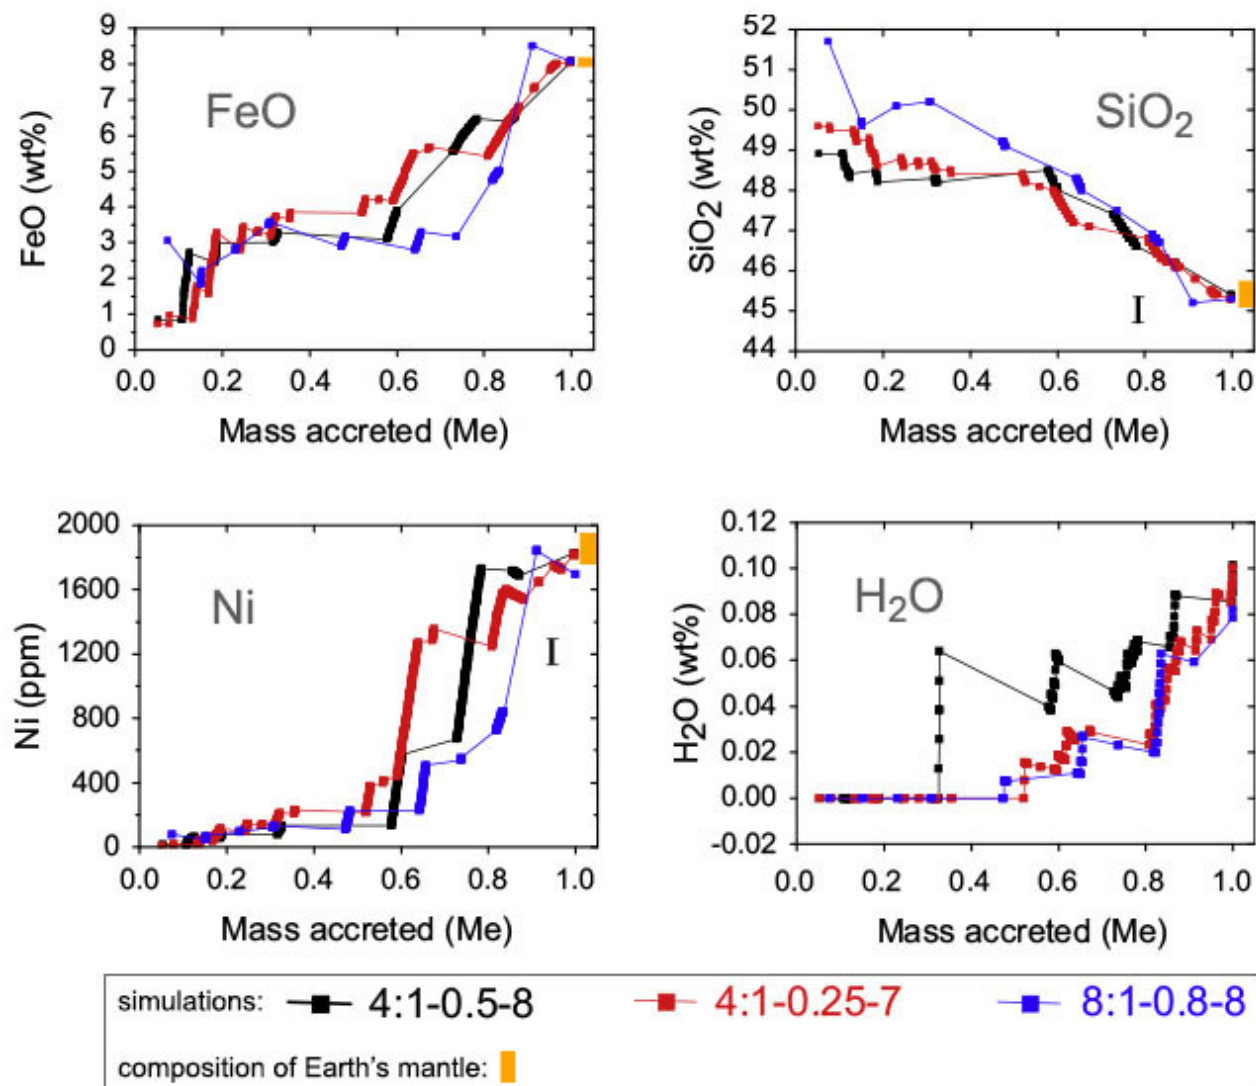 9
8
7
6
5
4
3
2
1
0
FeO (wt%)
FeO
0.0 0.2 0.4 0.6 0.8 1.0
Mass accreted (Me)
52
51
50
49
48
47
46
45
44
SiO2 (wt%)
SiO2
I
0.0 0.2 0.4 0.6 0.8 1.0
Mass accreted (Me)
2000
1600
1200
800
400
0
Ni (ppm)
Ni
I
0.0 0.2 0.4 0.6 0.8 1.0
Mass accreted (Me)
0.12
0.10
0.08
0.06
0.04
0.02
0.00
-0.02
H2O (wt%)
H2O
0.0 0.2 0.4 0.6 0.8 1.0
Mass accreted (Me)
simulations: 4:1-0.5-8 4:1-0.25-7 8:1-0.8-8
composition of Earth's mantle: